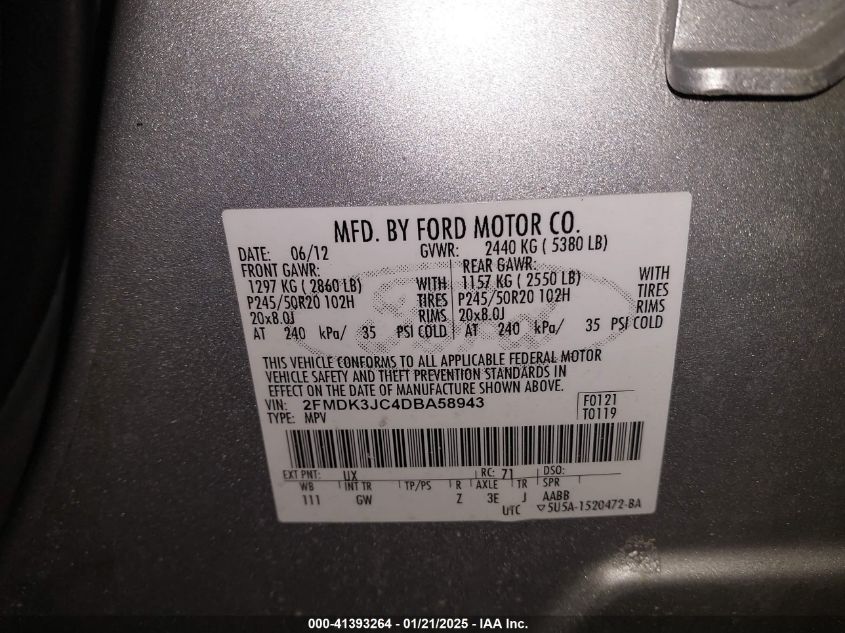 MFD. BY FORD MOTOR CO.
DATE: 06/12 GVWR: 2440 KG ( 5380 LB)
FRONT GAWR: REAR GAWR: WITH
1297 KG ( 2860 LB) WITH 1157 KG ( 2550 LB) TIRES
P245/50R20 102H TIRES P245/50R20 102H RIMS
20x8.0J RIMS 20x8.0J
AT 240 kPa/ 35 PSI COLD AT 240 kPa/ 35 PSI COLD
THIS VEHICLE CONFORMS TO ALL APPLICABLE FEDERAL MOTOR
VEHICLE SAFETY AND THEFT PREVENTION STANDARDS IN
EFFECT ON THE DATE OF MANUFACTURE SHOWN ABOVE.
VIN: 2FMDK3JC4DBA58943 F0121
TYPE: MPV T0119
EXT PNT: UX RC: 71 DSO:
WB INT TR TP/PS R AXLE TR SPR
111 GW Z 3E J AABB
UTC ▽5U5A-1520472-BA
000-41393264 - 01/21/2025 - IAA Inc.